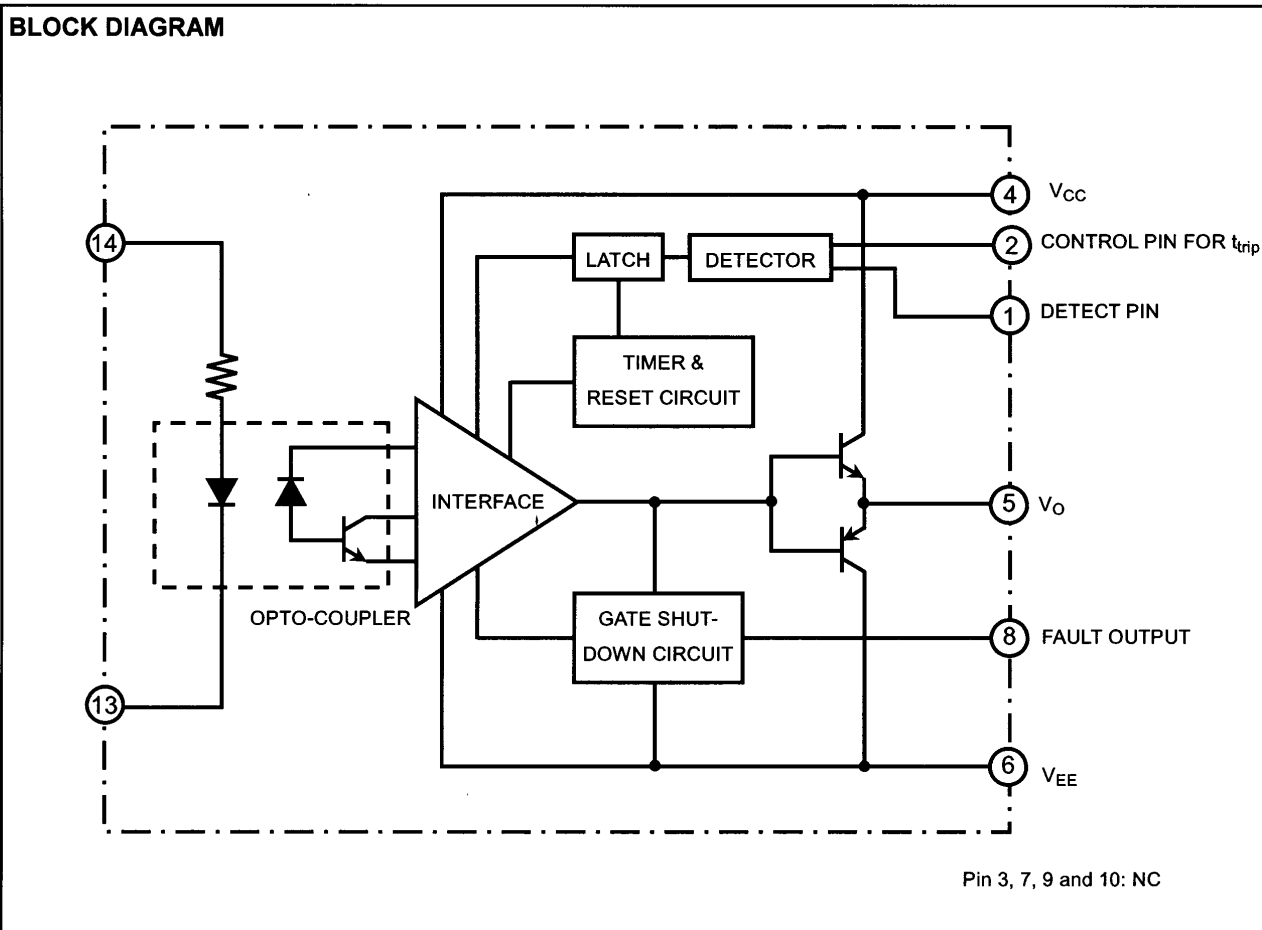 BLOCK DIAGRAM
4 VCC
14
2 CONTROL PIN FOR ttrip
LATCH
DETECTOR
1 DETECT PIN
TIMER &
RESET CIRCUIT
INTERFACE
5 VO
OPTO-COUPLER
GATE SHUT-
DOWN CIRCUIT
8 FAULT OUTPUT
13
6 VEE
Pin 3, 7, 9 and 10: NC